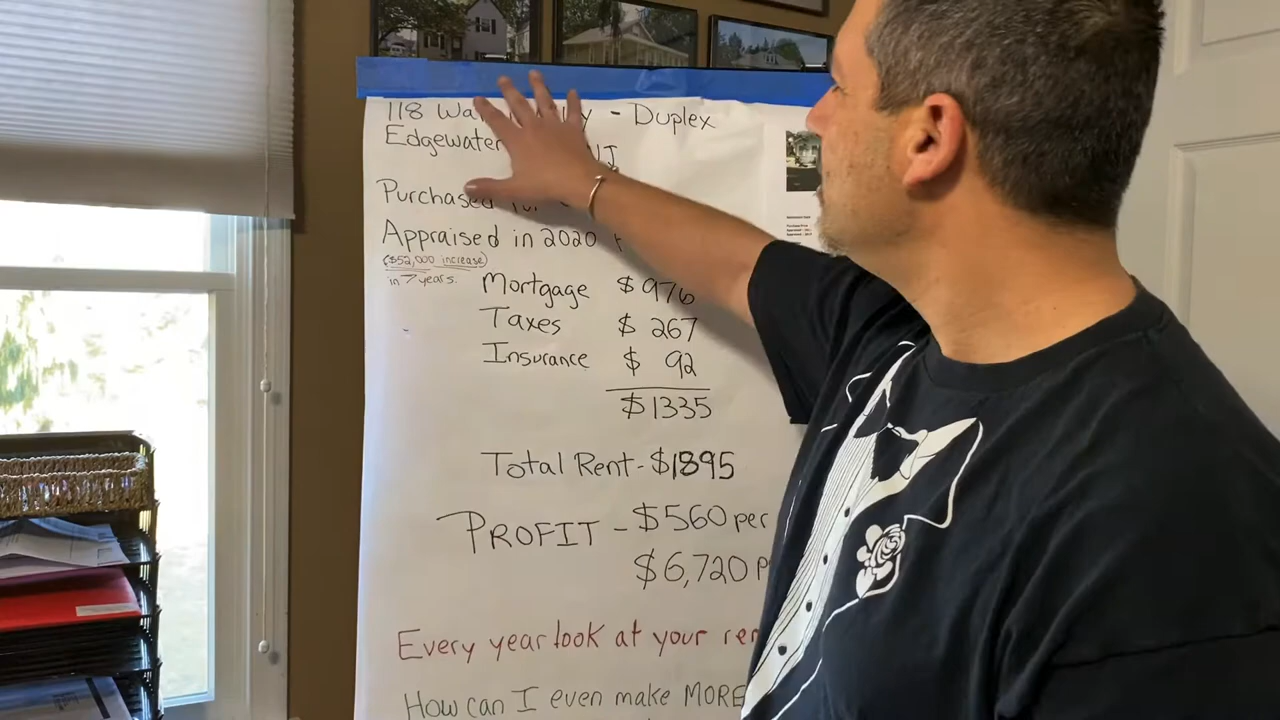 118 - Duplex
Edgewater NJ
Purchased
Appraised in 2020
($52,000 increase)
in 7 years.
Mortgage $976
Taxes $267
Insurance $92
$1335
Total Rent - $1895
PROFIT - $560 per
$6,720
Every year look at your
How can I even make MORE